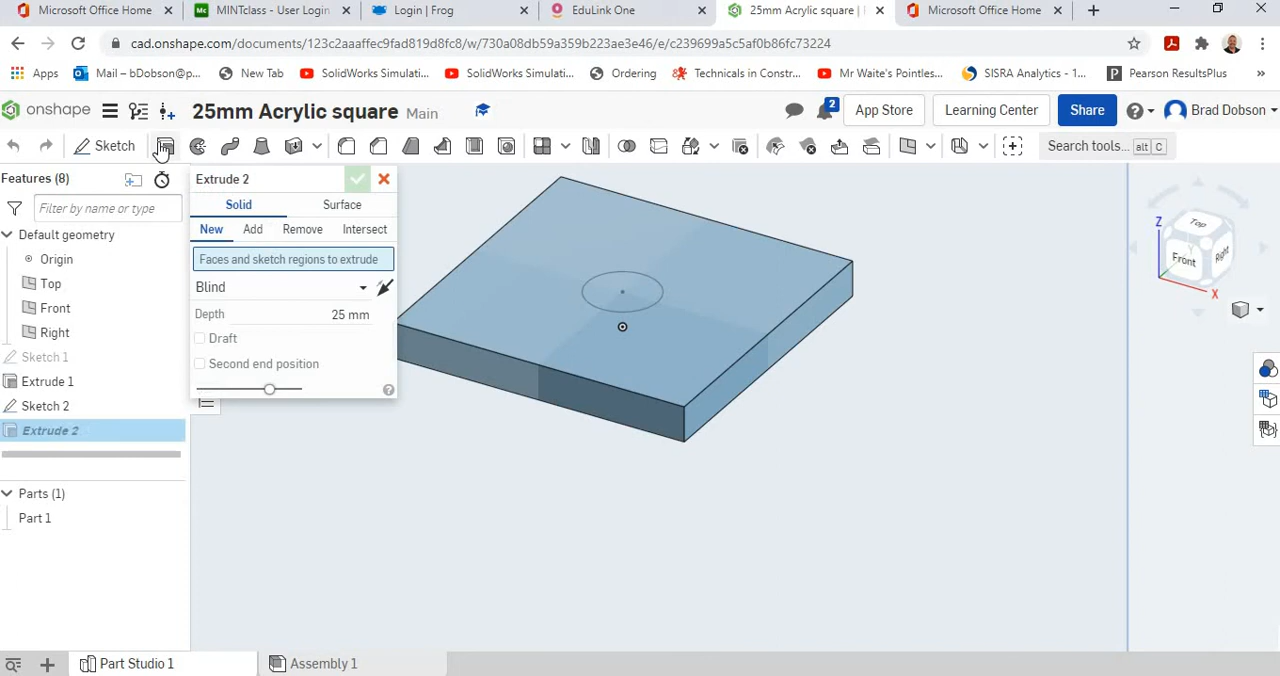 Microsoft Office Home
MINTclass - User Login
Login | Frog
EduLink One
25mm Acrylic square |
Microsoft Office Home
cad.onshape.com/documents/123c2aaaffec9fad819d8fc8/w/730a08db59a359b223ae3e46/e/c239699a5c5af0b86fc73224
Apps
Mail – bDobson@p...
New Tab
SolidWorks Simulati...
SolidWorks Simulati...
Ordering
Technicals in Constr...
Mr Waite's Pointles...
SISRA Analytics - 1...
Pearson ResultsPlus
»
onshape
25mm Acrylic square Main
2
App Store
Learning Center
Share
Brad Dobson
Sketch
Search tools... alt C
Features (8)
Filter by name or type
Default geometry
Origin
Top
Front
Right
Sketch 1
Extrude 1
Sketch 2
Extrude 2
Parts (1)
Part 1
Extrude 2
Solid Surface
New Add Remove Intersect
Faces and sketch regions to extrude
Blind
Depth 25 mm
Draft
Second end position
Top
Z
Front
Right
X
Part Studio 1
Assembly 1